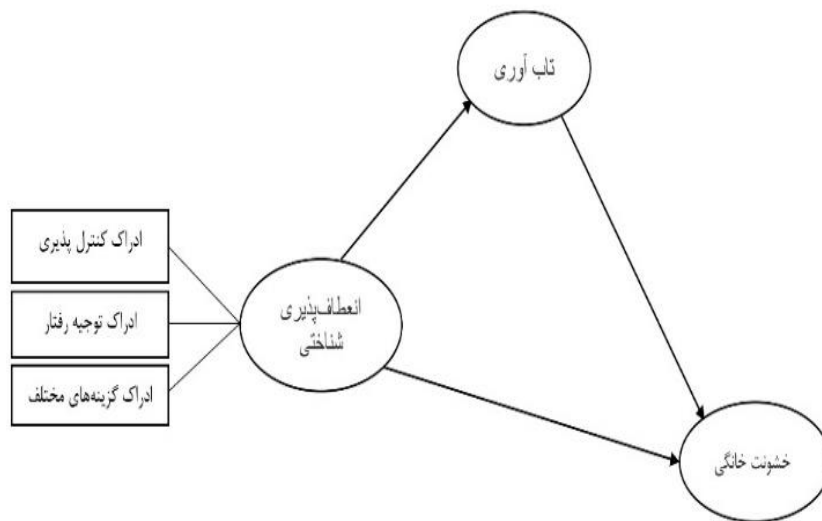 تاب آوری
ادراک کنترل پذیری
ادراک توجیه رفتار
ادراک گزینه‌های مختلف
انعطاف‌پذیری
شناختی
خشونت خانگی